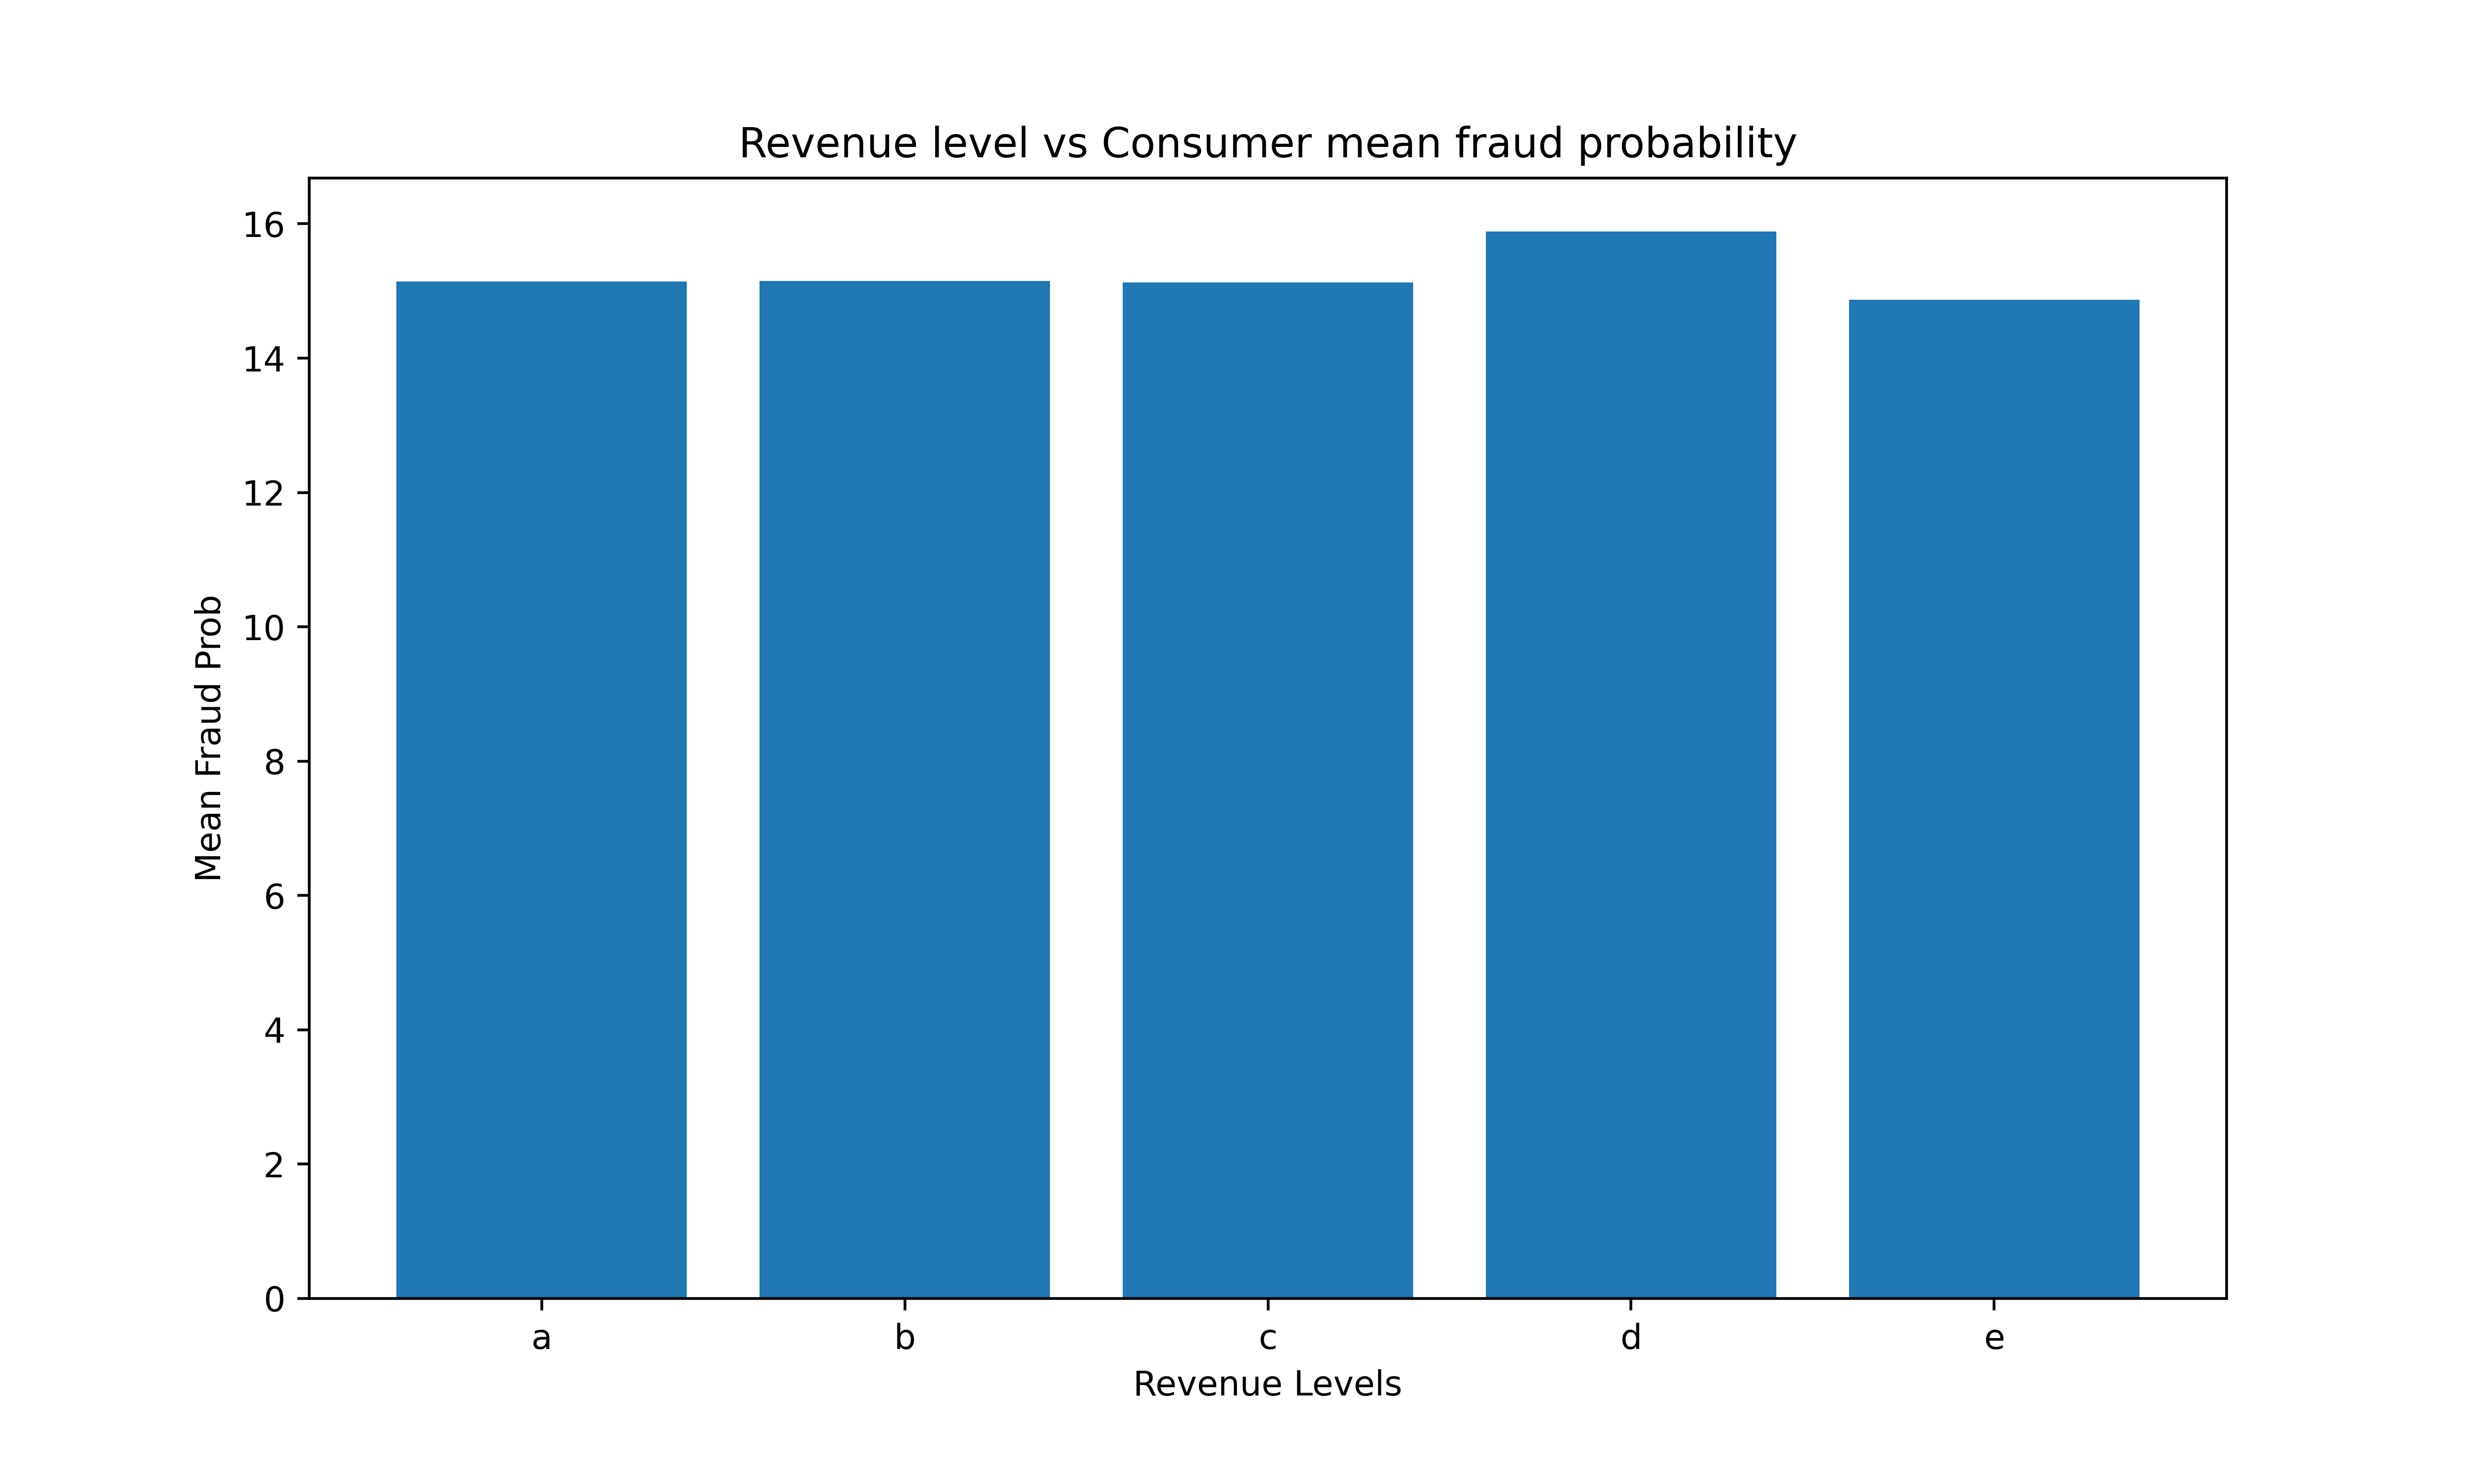 Revenue level vs Consumer mean fraud probability
16
14
12
10
8
6
4
2
0
Mean Fraud Prob
a b c d e
Revenue Levels